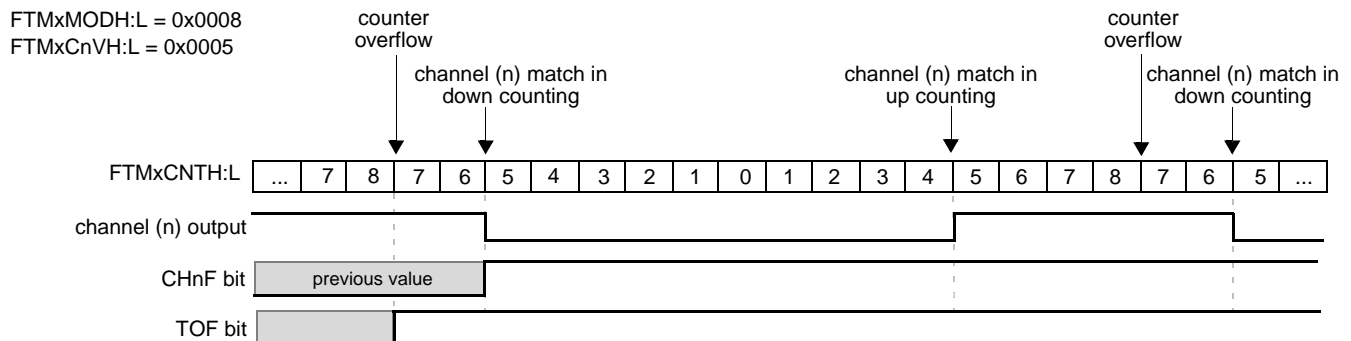 FTMxMODH:L = 0x0008
FTMxCnVH:L = 0x0005
counter
overflow
channel (n) match in
down counting
channel (n) match in
up counting
counter
overflow
channel (n) match in
down counting
FTMxCNTH:L ... 7 8 7 6 5 4 3 2 1 0 1 2 3 4 5 6 7 8 7 6 5 ...
channel (n) output
CHnF bit previous value
TOF bit